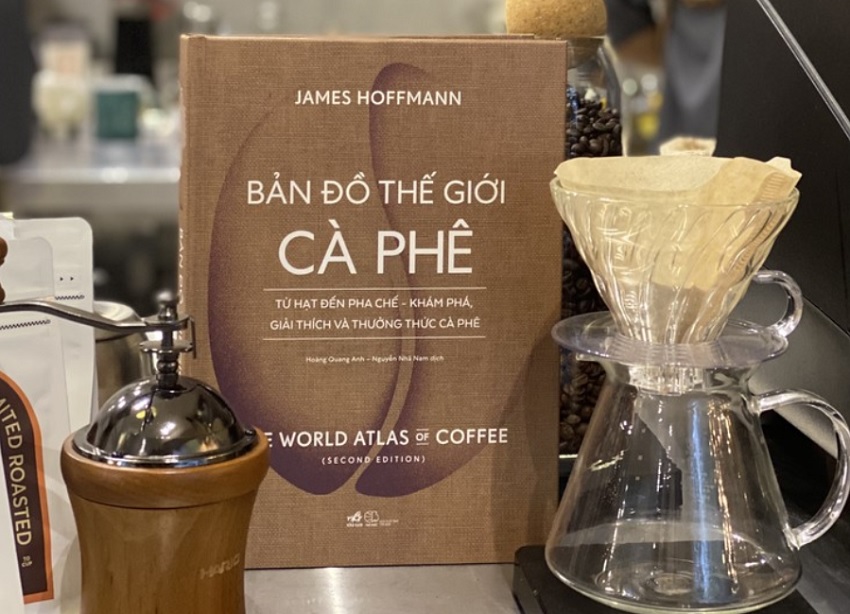 JAMES HOFFMANN
BẢN ĐỒ THẾ GIỚI
CÀ PHÊ
TỪ HẠT ĐẾN PHA CHẾ - KHÁM PHÁ,
GIẢI THÍCH VÀ THƯỞNG THỨC CÀ PHÊ
Hoàng Quang Anh – Nguyễn Nhã Nam dịch
E WORLD ATLAS OF COFFEE
(SECOND EDITION)
HARIO
ITED ROASTED